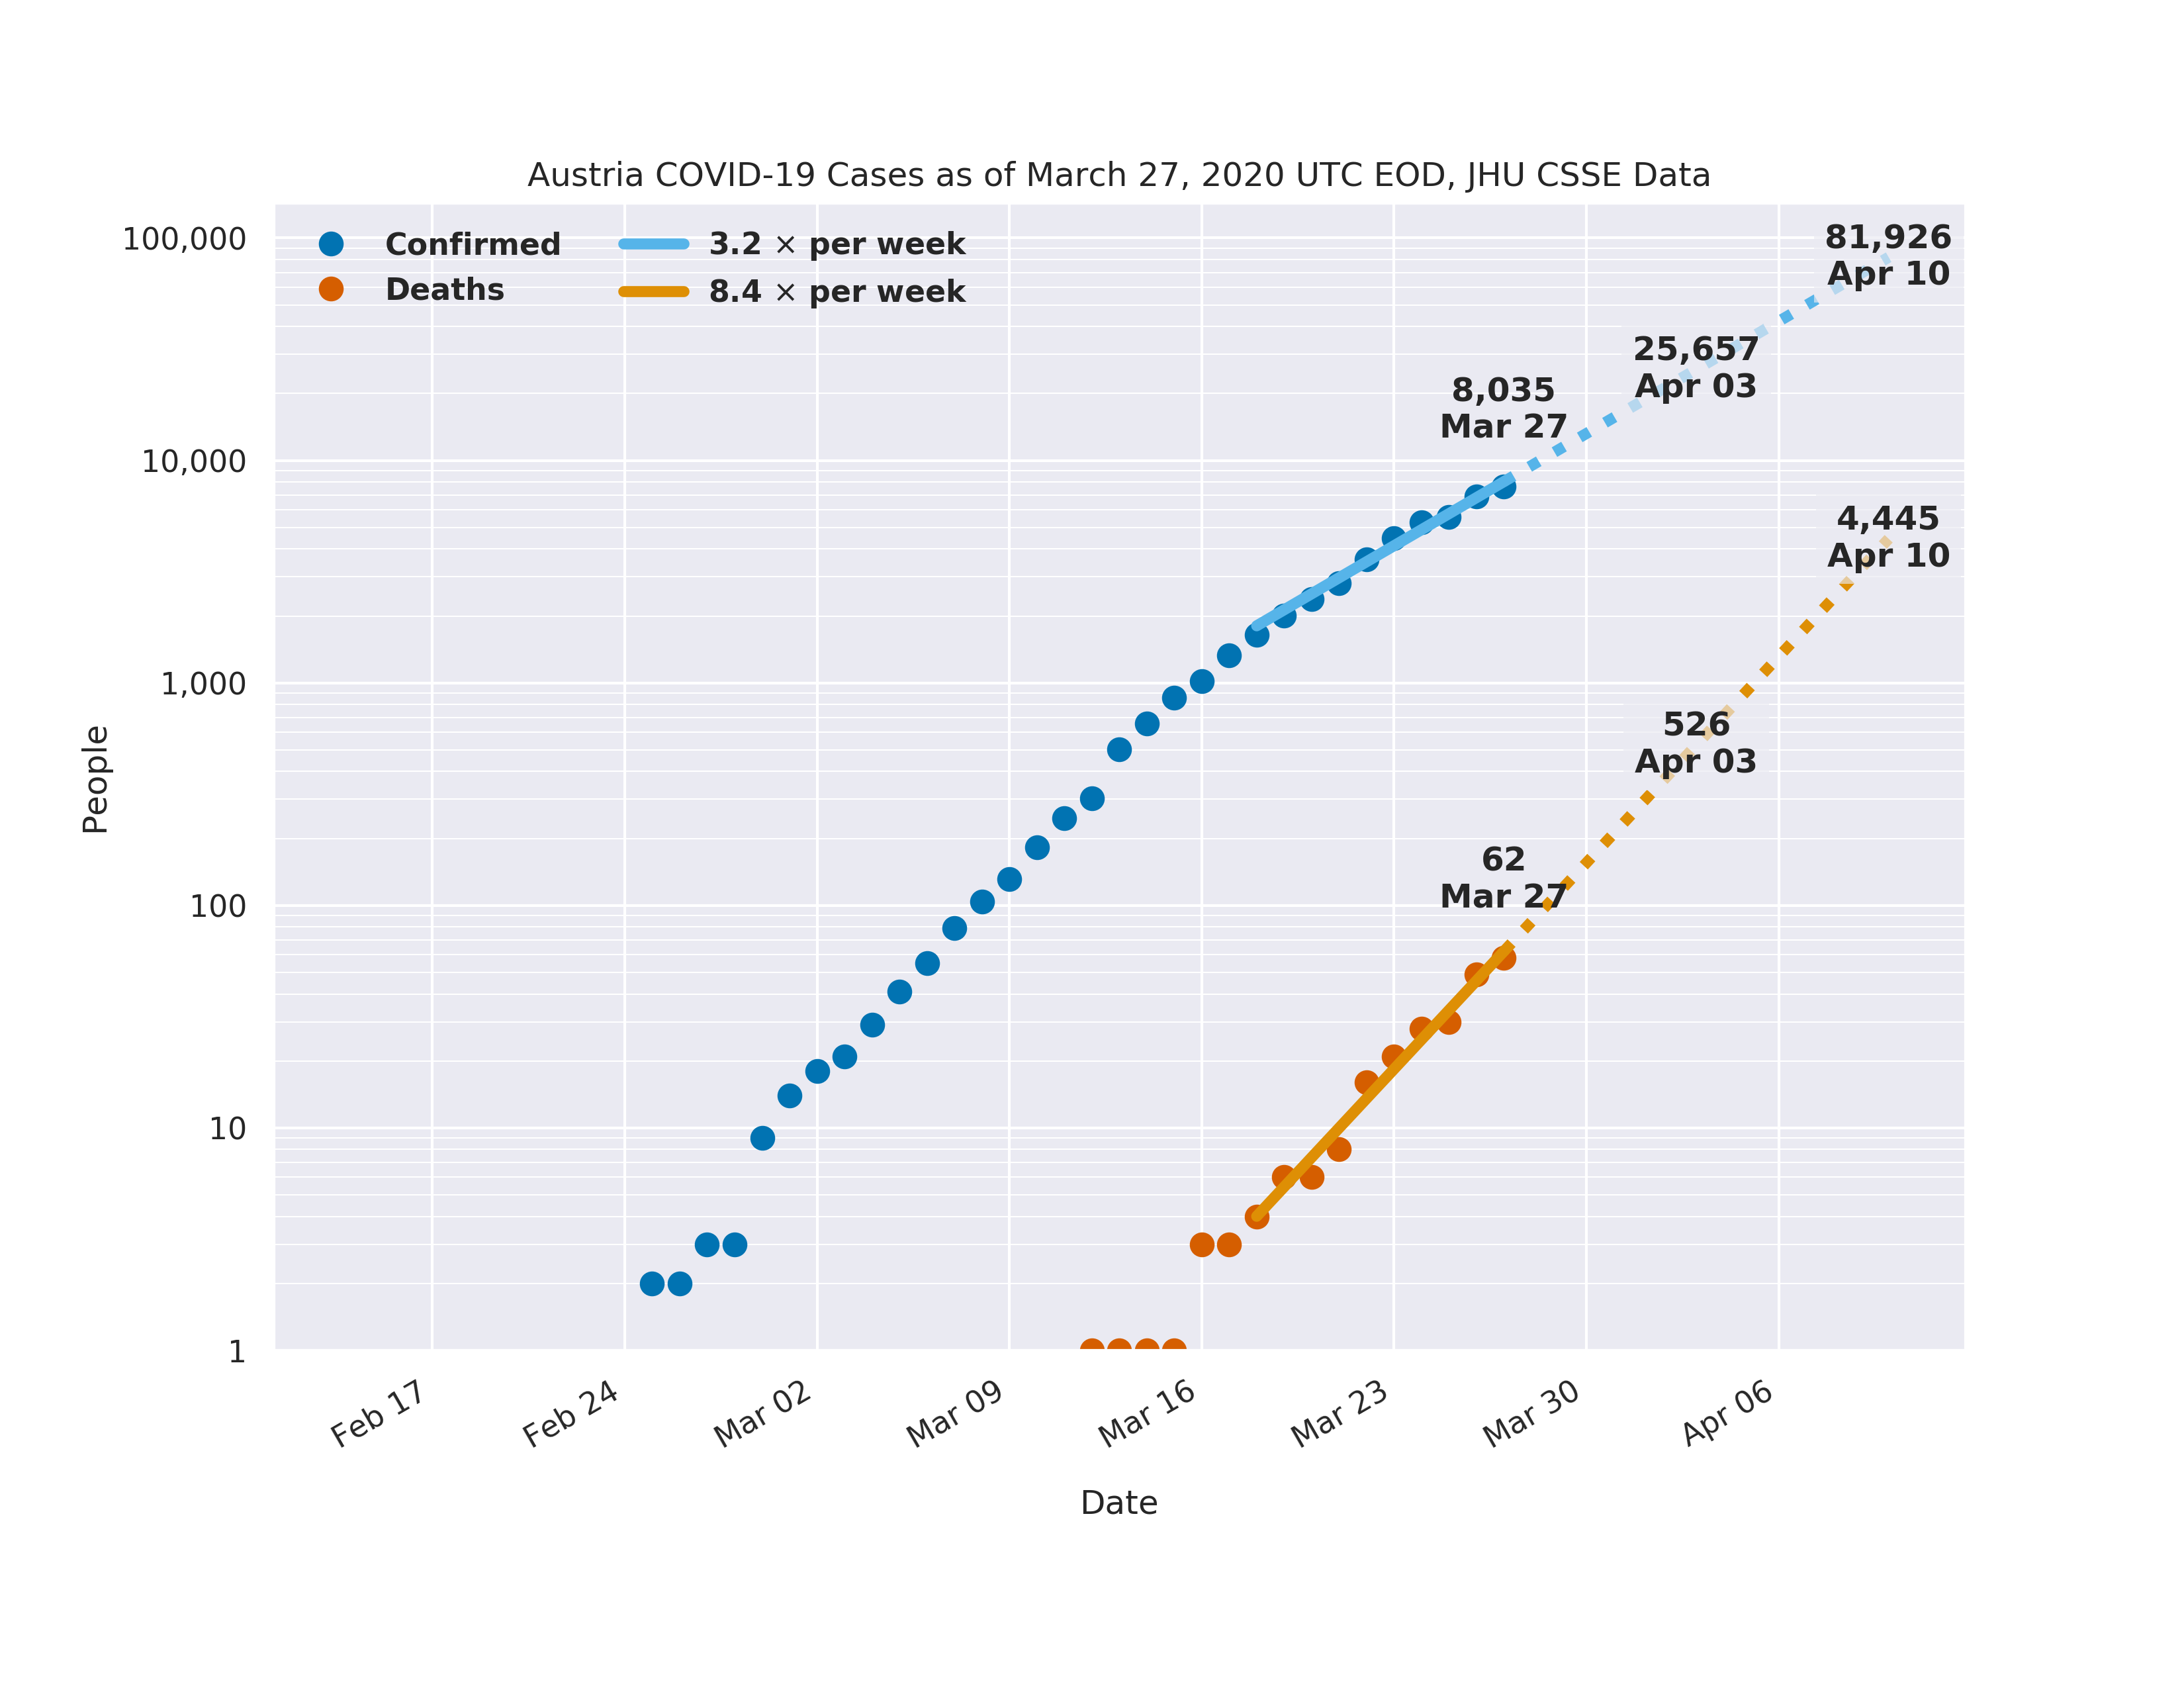 Austria COVID-19 Cases as of March 27, 2020 UTC EOD, JHU CSSE Data
Confirmed
Deaths
3.2 × per week
8.4 × per week
81,926
Apr 10
25,657
Apr 03
8,035
Mar 27
4,445
Apr 10
526
Apr 03
62
Mar 27
100,000
10,000
1,000
100
10
1
People
Feb 17
Feb 24
Mar 02
Mar 09
Mar 16
Mar 23
Mar 30
Apr 06
Date